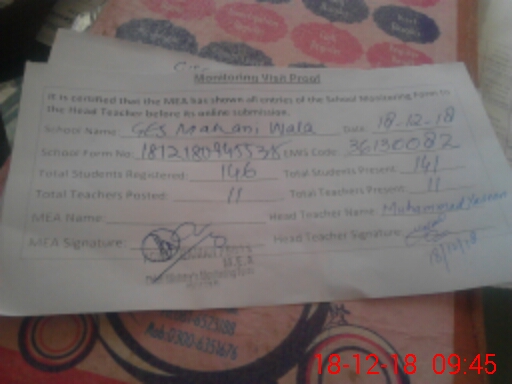 Monitoring Visit Proof
It is certified that the MEA has shown all entries of the School Monitoring Form to
the Head Teacher before its online submission.
School Name GES Mahani Wala Date: 18.12.18
School Form No: 181218094553 EMIS Code: 36130082
Total Students Registered: 146 Total Students Present: 141
Total Teachers Posted: 11 Total Teachers Present: 11
MEA Name: Head Teacher Name: Muhammad Yaseen
MEA Signature: Head Teacher Signature:
M.E.A
18/12/18
18-12-18 09:45